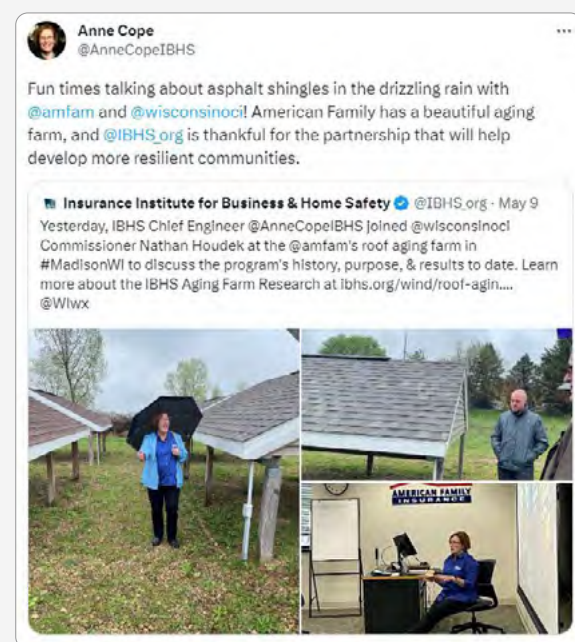 Anne Cope
@AnneCopeIBHS
Fun times talking about asphalt shingles in the drizzling rain with
@amfam and @wisconsinoci! American Family has a beautiful aging
farm, and @IBHS_org is thankful for the partnership that will help
develop more resilient communities.
Insurance Institute for Business & Home Safety @IBHS_org · May 9
Yesterday, IBHS Chief Engineer @AnneCopeIBHS joined @wisconsinoci
Commissioner Nathan Houdek at the @amfam's roof aging farm in
#MadisonWI to discuss the program's history, purpose, & results to date. Learn
more about the IBHS Aging Farm Research at ibhs.org/wind/roof-agin....
@WIwx
AMERICAN FAMILY
INSURANCE